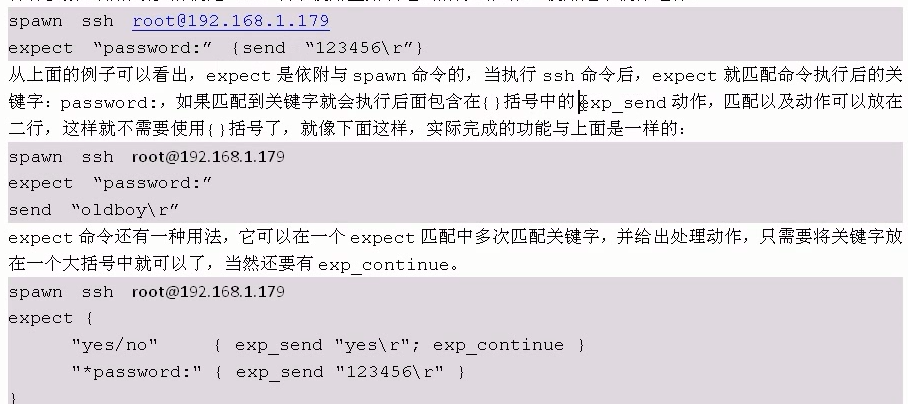 spawn ssh root@192.168.1.179
expect “password:” {send “123456\r”}
从上面的例子可以看出，expect 是依附与 spawn 命令的，当执行 ssh 命令后，expect 就匹配命令执行后的关
键字：password:，如果匹配到关键字就会执行后面包含在{}括号中的 exp_send 动作，匹配以及动作可以放在
二行，这样就不需要使用{}括号了，就像下面这样，实际完成的功能与上面是一样的：
spawn ssh root@192.168.1.179
expect “password:”
send “oldboy\r”
expect 命令还有一种用法，它可以在一个 expect 匹配中多次匹配关键字，并给出处理动作，只需要将关键字放
在一个大括号中就可以了，当然还要有 exp_continue。
spawn ssh root@192.168.1.179
expect {
"yes/no" { exp_send "yes\r"; exp_continue }
"*password:" { exp_send "123456\r" }
}